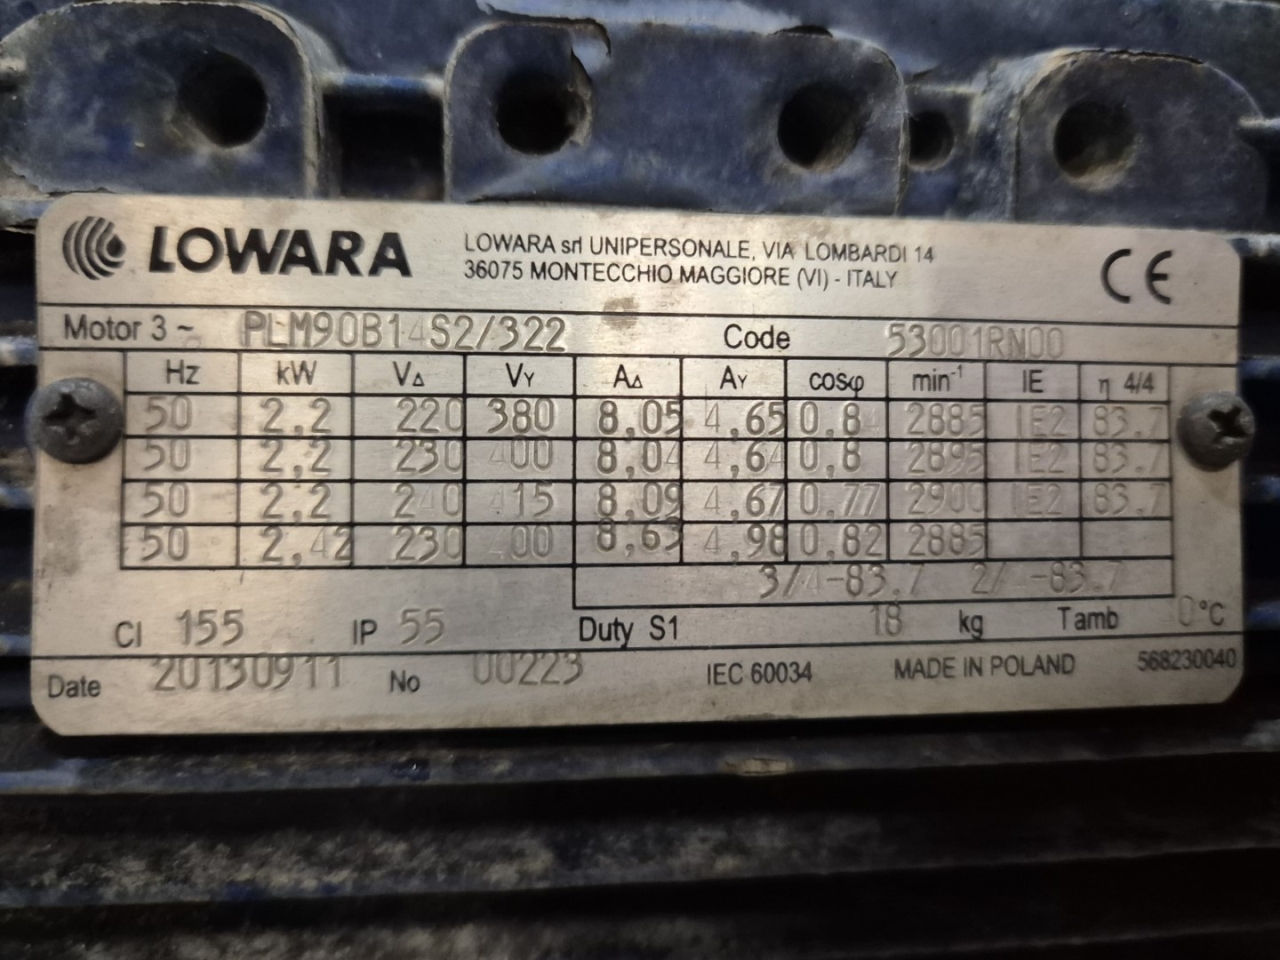 LOWARA
LOWARA srl UNIPERSONALE, VIA LOMBARDI 14
36075 MONTECCHIO MAGGIORE (VI) - ITALY
CE
Motor 3 ~ PLM90B14S2/322 Code 53001RN00
Hz kW VΔ VY AΔ AY cosφ min⁻¹ IE η 4/4
50 2,2 220 380 8,05 4,65 0,84 2885 IE2 83.7
50 2,2 230 400 8,04 4,64 0,8 2895 IE2 83.7
50 2,2 240 415 8,09 4,67 0,77 2900 IE2 83.7
50 2,42 230 400 8,63 4,98 0,82 2885
3/4-83.7 2/4-83.7
Cl 155 IP 55 Duty S1 18 kg Tamb °C
Date 20130911 No 00223 IEC 60034 MADE IN POLAND 568230040